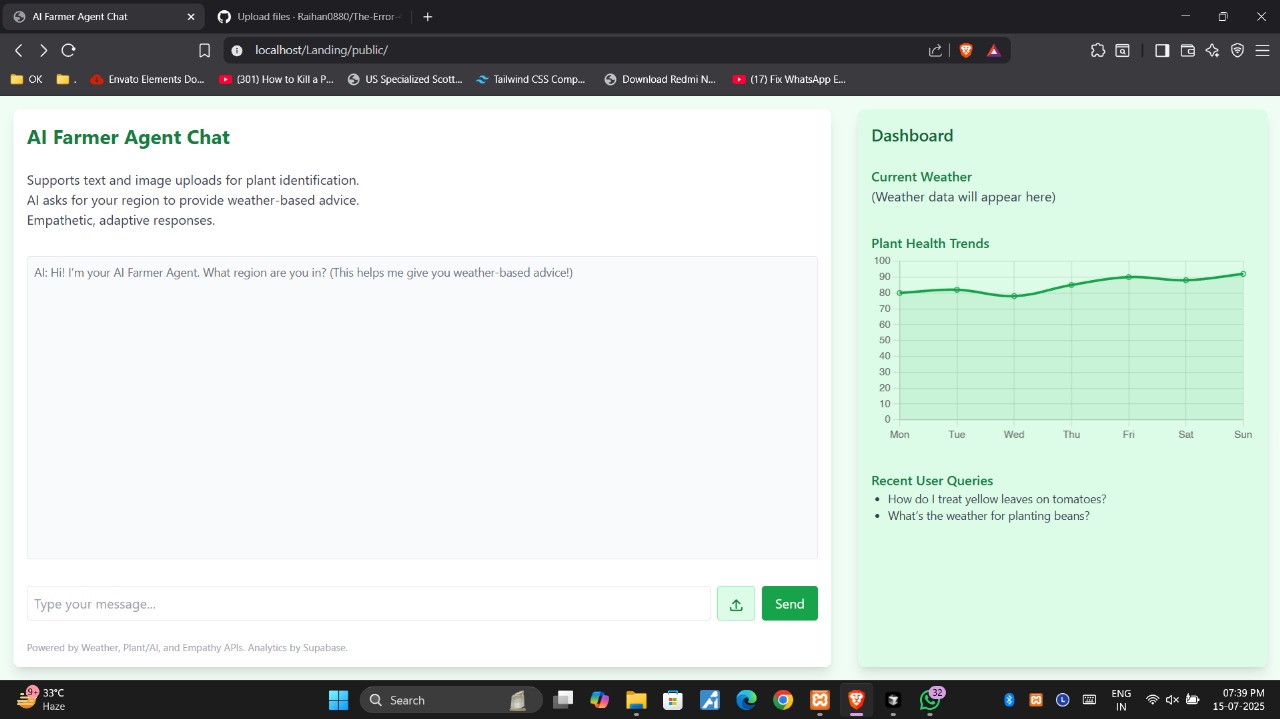 AI Farmer Agent Chat
Upload files · Raihan0880/The-Error-
localhost/Landing/public/
OK
.
Envato Elements Do...
(301) How to Kill a P...
US Specialized Scott...
Tailwind CSS Comp...
Download Redmi N...
(17) Fix WhatsApp E...
AI Farmer Agent Chat
Supports text and image uploads for plant identification.
AI asks for your region to provide weather-based advice.
Empathetic, adaptive responses.
AI: Hi! I'm your AI Farmer Agent. What region are you in? (This helps me give you weather-based advice!)
Type your message...
Send
Powered by Weather, Plant/AI, and Empathy APIs. Analytics by Supabase.
Dashboard
Current Weather
(Weather data will appear here)
Plant Health Trends
100
90
80
70
60
50
40
30
20
10
0
Mon Tue Wed Thu Fri Sat Sun
Recent User Queries
• How do I treat yellow leaves on tomatoes?
• What's the weather for planting beans?
9+
33°C
Haze
Search
32
ENG
IN
07:39 PM
15-07-2025